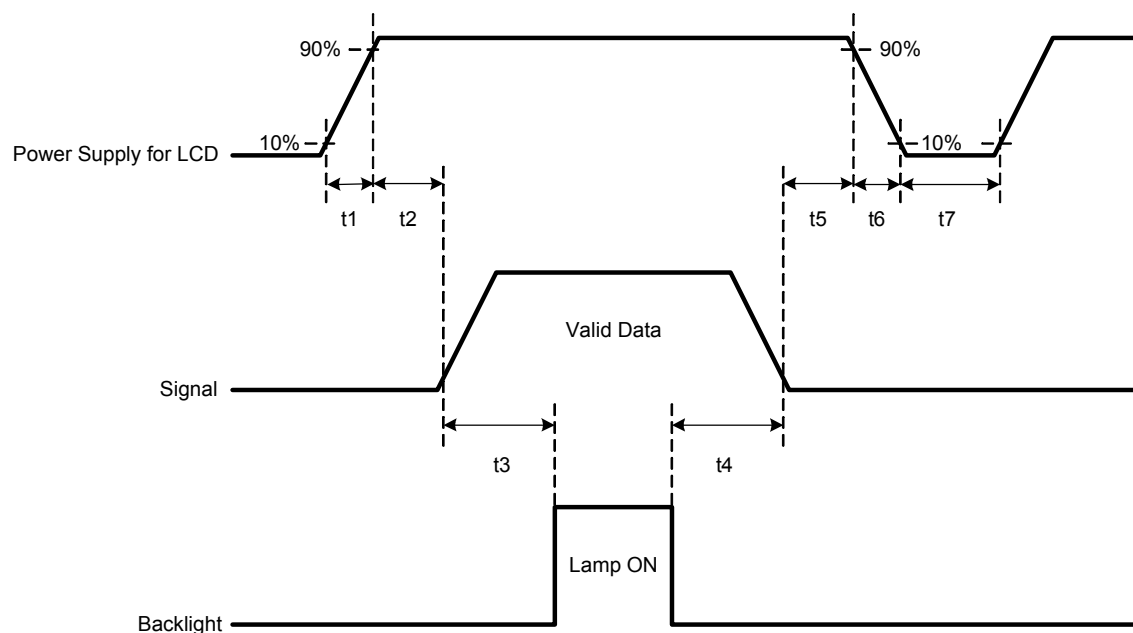 90%
90%
10%
10%
Power Supply for LCD
t1
t2
t5
t6
t7
Valid Data
Signal
t3
t4
Lamp ON
Backlight